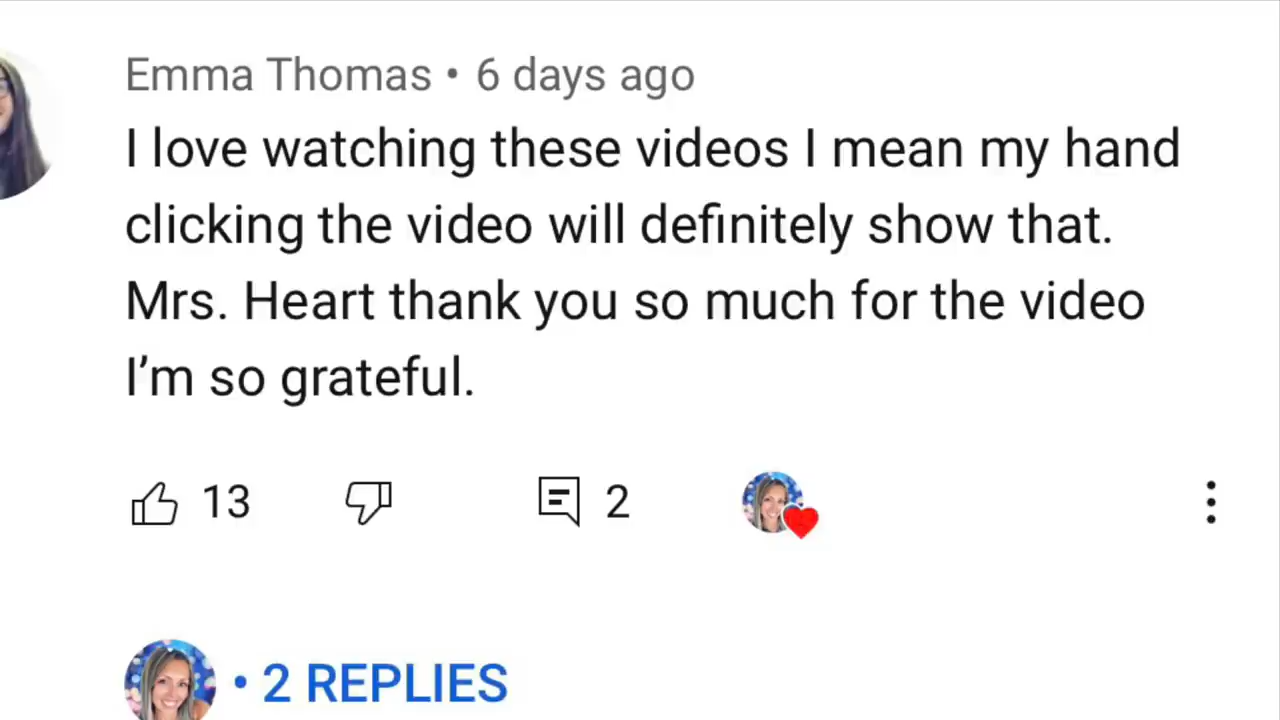 Emma Thomas • 6 days ago
I love watching these videos I mean my hand
clicking the video will definitely show that.
Mrs. Heart thank you so much for the video
I’m so grateful.
13 2
• 2 REPLIES